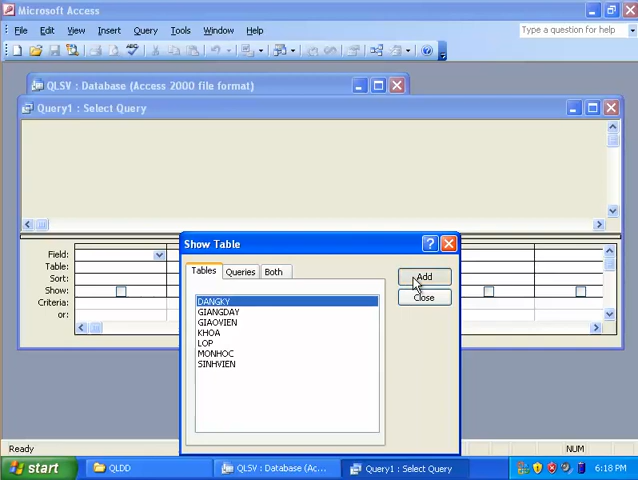 Microsoft Access
File Edit View Insert Query Tools Window Help
Type a question for help
QLSV : Database (Access 2000 file format)
Query1 : Select Query
Show Table
Field:
Table:
Sort:
Show:
Criteria:
or:
Tables Queries Both
Add
Close
DANGKY
GIANGDAY
GIAOVIEN
KHOA
LOP
MONHOC
SINHVIEN
Ready
NUM
start
QLDD
QLSV : Database (Ac...
Query1 : Select Query
6:18 PM